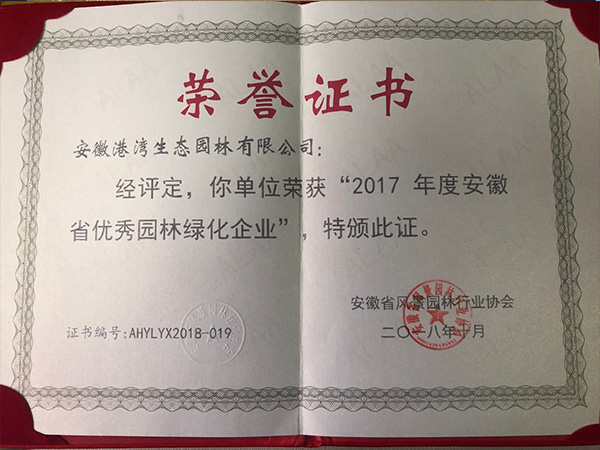 荣誉证书
安徽港湾生态园林有限公司：
经评定，你单位荣获“2017 年度安徽
省优秀园林绿化企业”，特颁此证。
安徽省风景园林行业协会
证书编号：AHYLYX2018-019
二〇一八年十月